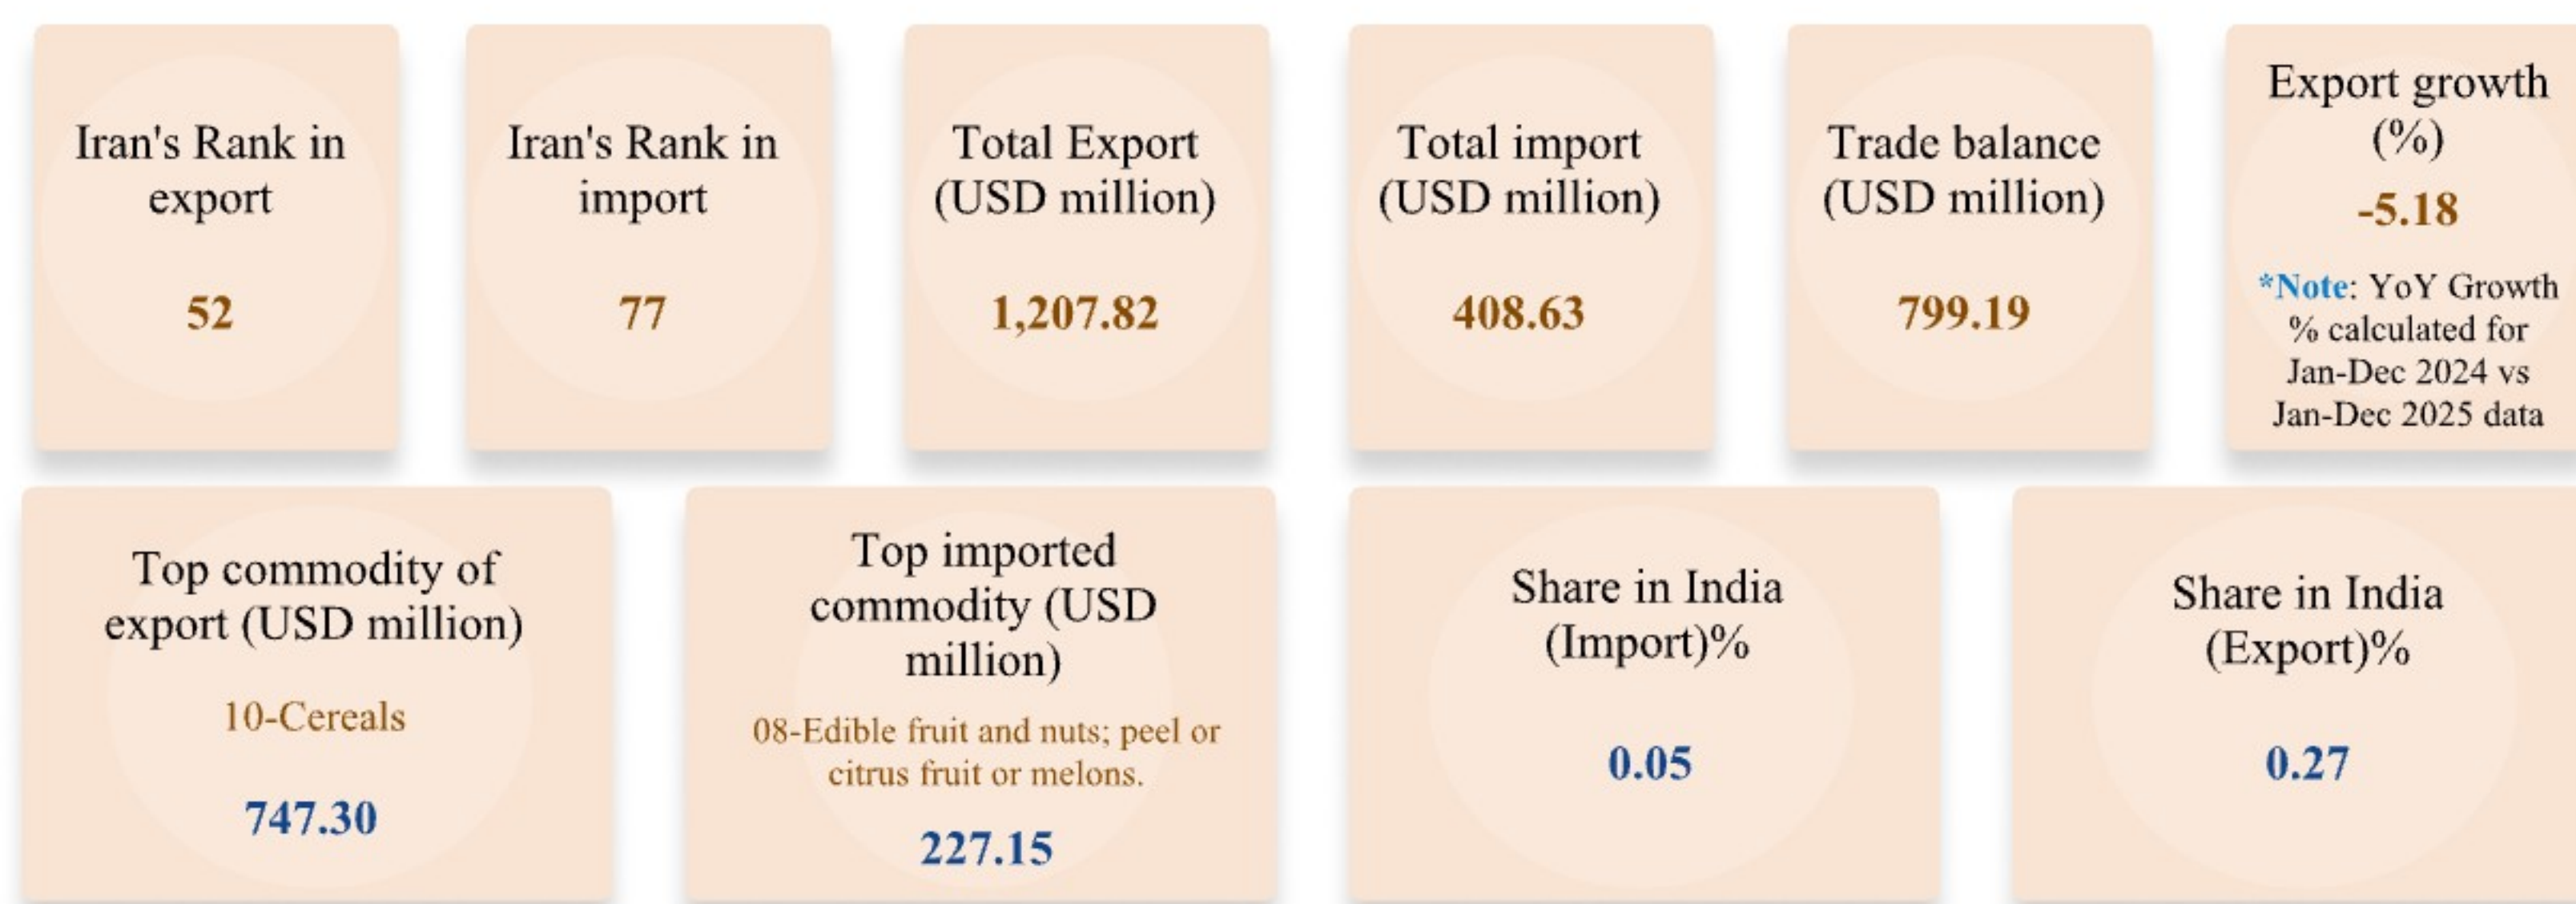 Iran's Rank in
export
52
Iran's Rank in
import
77
Total Export
(USD million)
1,207.82
Total import
(USD million)
408.63
Trade balance
(USD million)
799.19
Export growth
(%)
-5.18
*Note: YoY Growth
% calculated for
Jan-Dec 2024 vs
Jan-Dec 2025 data
Top commodity of
export (USD million)
10-Cereals
747.30
Top imported
commodity (USD
million)
08-Edible fruit and nuts; peel or
citrus fruit or melons.
227.15
Share in India
(Import)%
0.05
Share in India
(Export)%
0.27